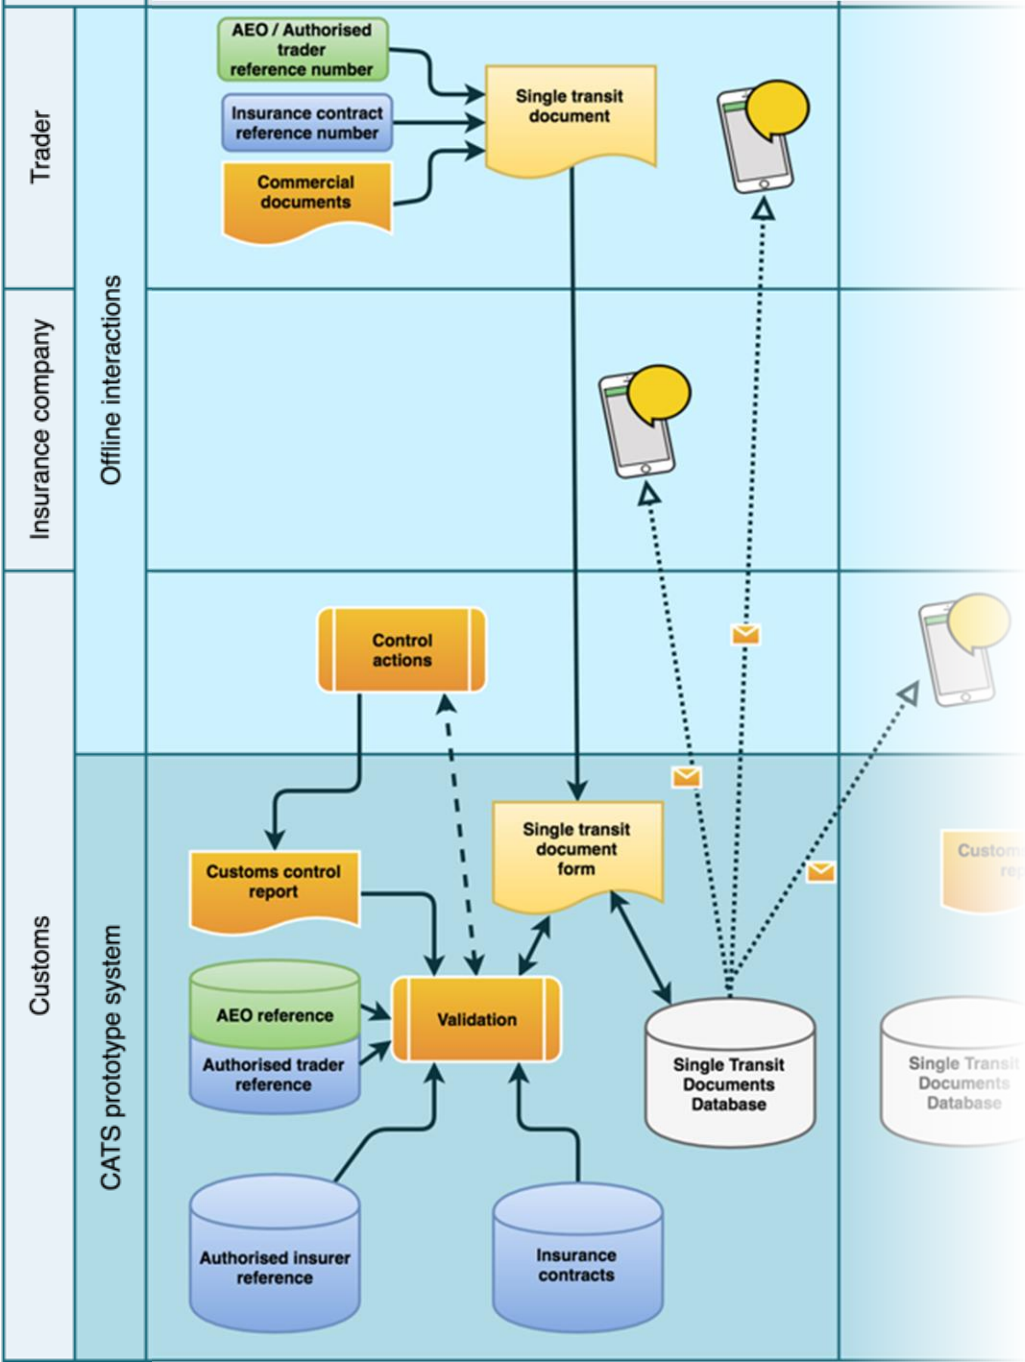 Trader
Insurance company
Customs
Offline interactions
CATS prototype system
AEO / Authorised
trader
reference number
Insurance contract
reference number
Commercial
documents
Single transit
document
Control
actions
Single transit
document
form
Customs control
report
AEO reference
Authorised trader
reference
Validation
Single Transit
Documents
Database
Authorised insurer
reference
Insurance
contracts
Customs
rep
Single Transit
Documents
Database